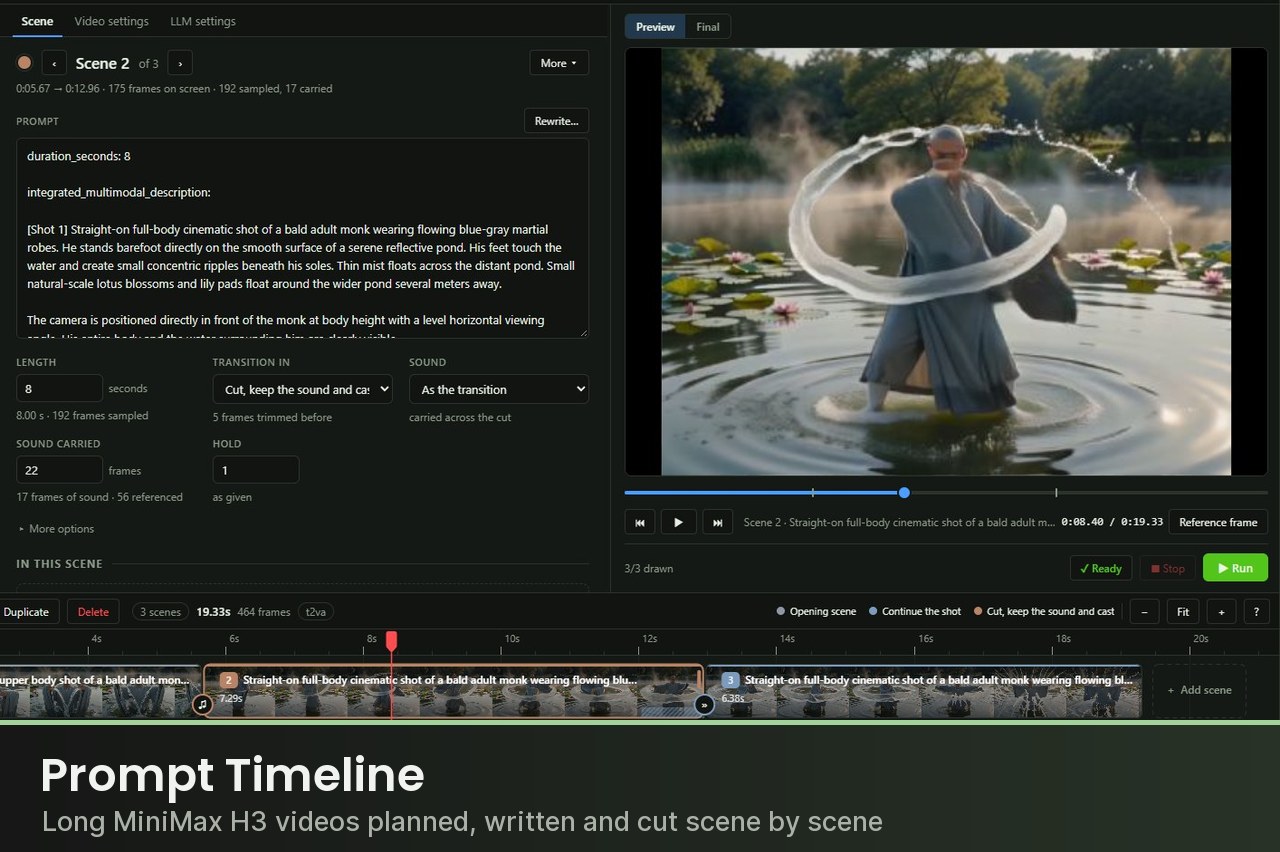 Scene Video settings LLM settings
‹ Scene 2 of 3 › More
0:05.67 → 0:12.96 · 175 frames on screen · 192 sampled, 17 carried
PROMPT Rewrite...
duration_seconds: 8
integrated_multimodal_description:
[Shot 1] Straight-on full-body cinematic shot of a bald adult monk wearing flowing blue-gray martial
robes. He stands barefoot directly on the smooth surface of a serene reflective pond. His feet touch the
water and create small concentric ripples beneath his soles. Thin mist floats across the distant pond. Small
natural-scale lotus blossoms and lily pads float around the wider pond several meters away.
The camera is positioned directly in front of the monk at body height with a level horizontal viewing
angle. His entire body and the water surrounding him are clearly visible.
LENGTH TRANSITION IN SOUND
8 seconds Cut, keep the sound and cas As the transition
8.00 s · 192 frames sampled 5 frames trimmed before carried across the cut
SOUND CARRIED HOLD
22 frames 1
17 frames of sound · 56 referenced as given
More options
IN THIS SCENE
Preview Final
Scene 2 · Straight-on full-body cinematic shot of a bald adult m... 0:08.40 / 0:19.33 Reference frame
3/3 drawn ✓ Ready Stop Run
Duplicate Delete 3 scenes 19.33s 464 frames t2va Opening scene Continue the shot Cut, keep the sound and cast − Fit + ?
4s 6s 8s 10s 12s 14s 16s 18s 20s
upper body shot of a bald adult mon... 2 Straight-on full-body cinematic shot of a bald adult monk wearing flowing blu... 3 Straight-on full-body cinematic shot of a bald adult monk wearing flowing bl... + Add scene
7.29s » 6.38s
Prompt Timeline
Long MiniMax H3 videos planned, written and cut scene by scene